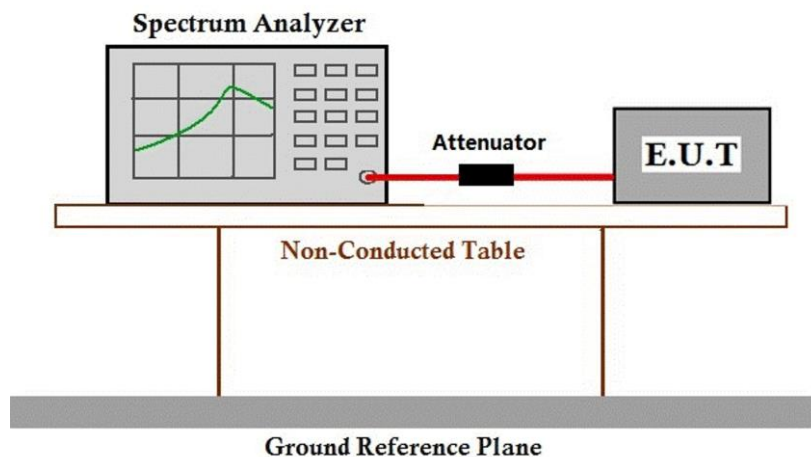 Spectrum Analyzer
Attenuator
E.U.T
Non-Conducted Table
Ground Reference Plane